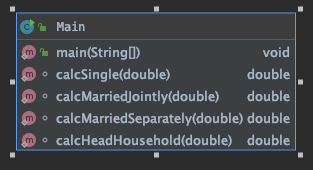 Main
main(String[]) void
calcSingle(double) double
calcMarriedJointly(double) double
calcMarriedSeparately(double) double
calcHeadHousehold(double) double